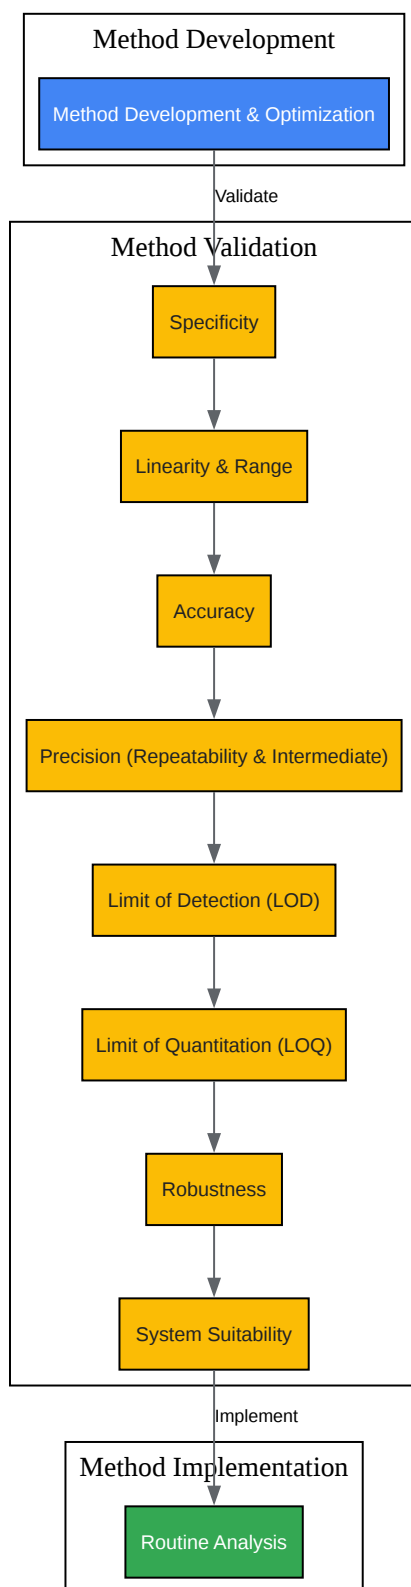 Method Development
Method Development & Optimization
Validate
Method Validation
Specificity
Linearity & Range
Accuracy
Precision (Repeatability & Intermediate)
Limit of Detection (LOD)
Limit of Quantitation (LOQ)
Robustness
System Suitability
Implement
Method Implementation
Routine Analysis